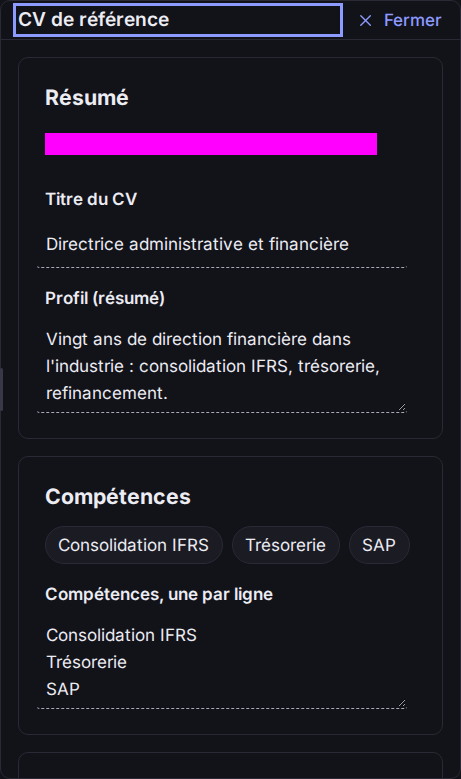 CV de référence
Fermer
Résumé
Titre du CV
Directrice administrative et financière
Profil (résumé)
Vingt ans de direction financière dans
l'industrie : consolidation IFRS, trésorerie,
refinancement.
Compétences
Consolidation IFRS
Trésorerie
SAP
Compétences, une par ligne
Consolidation IFRS
Trésorerie
SAP